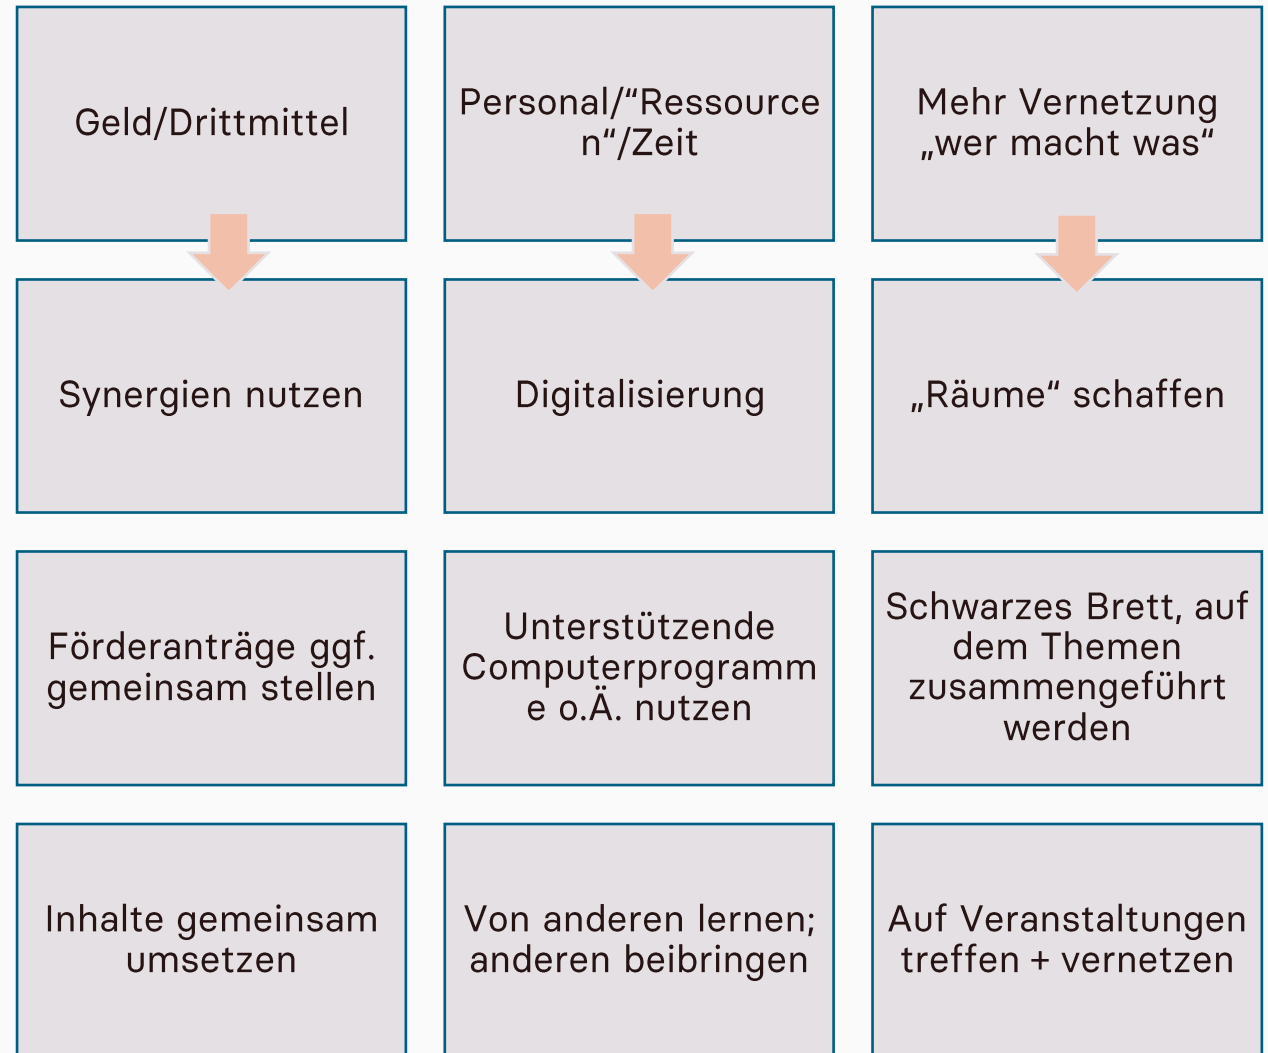 Geld/Drittmittel
Personal/“Ressource
n“/Zeit
Mehr Vernetzung
„wer macht was“
Synergien nutzen
Digitalisierung
„Räume“ schaffen
Förderanträge ggf.
gemeinsam stellen
Unterstützende
Computerprogramm
e o.Ä. nutzen
Schwarzes Brett, auf
dem Themen
zusammengeführt
werden
Inhalte gemeinsam
umsetzen
Von anderen lernen;
anderen beibringen
Auf Veranstaltungen
treffen + vernetzen